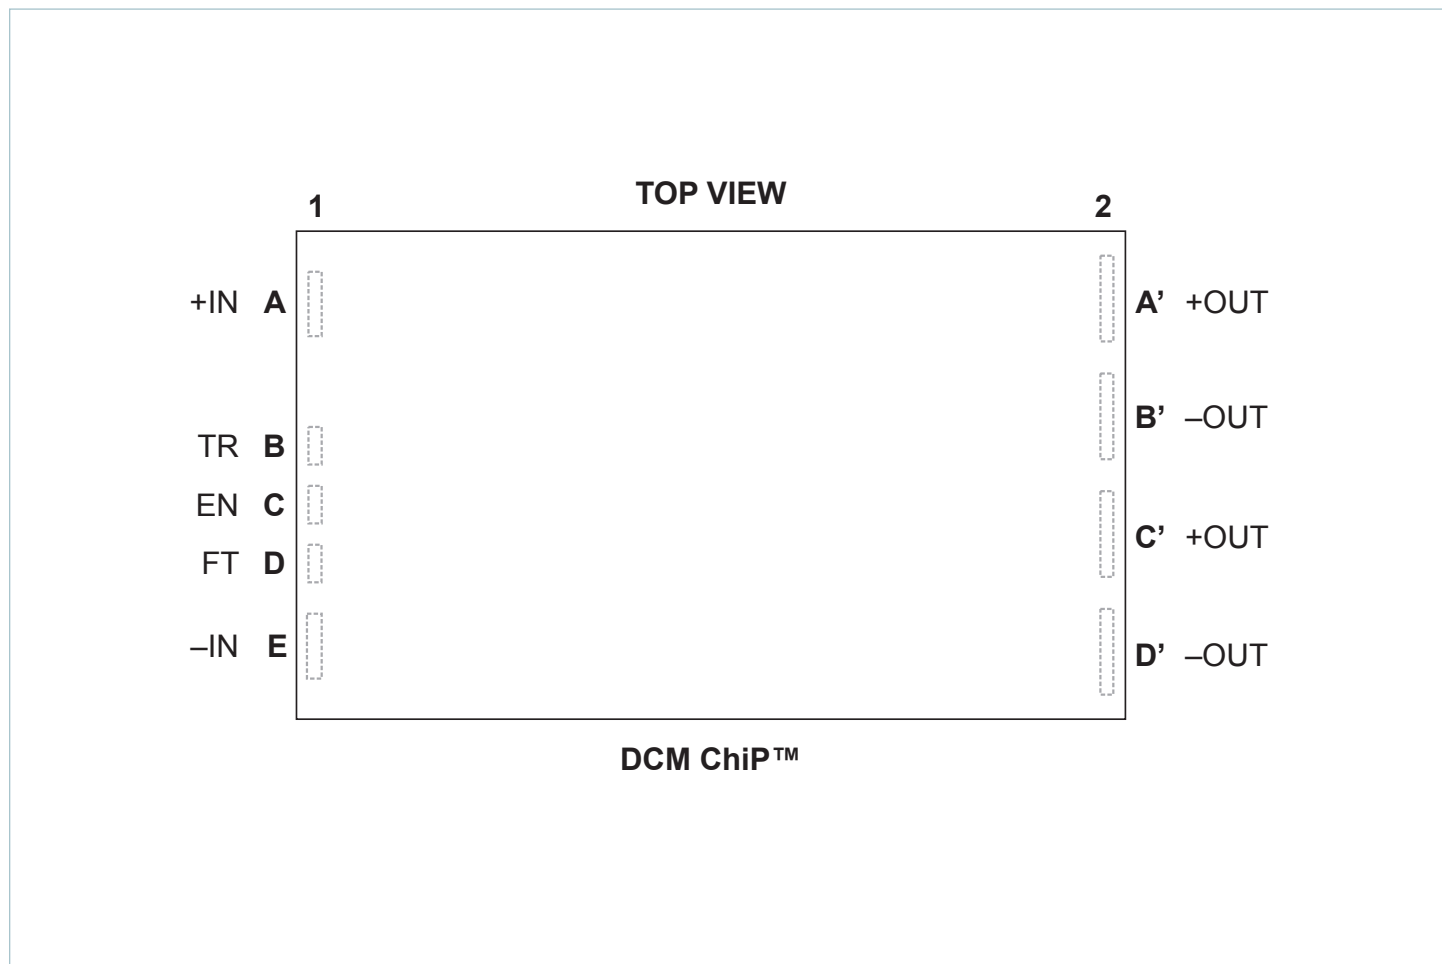 TOP VIEW
1 2
+IN A A’ +OUT
B’ –OUT
TR B
EN C
C’ +OUT
FT D
–IN E
D’ –OUT
DCM ChiP™